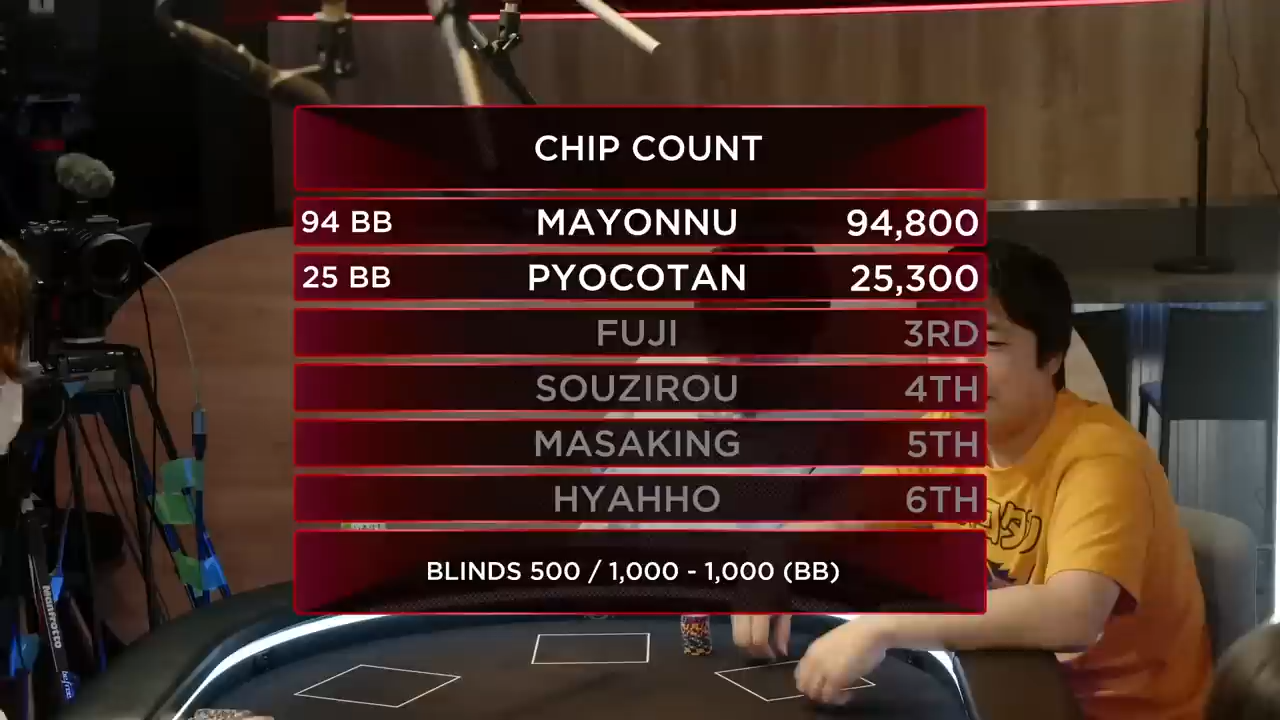 CHIP COUNT
94 BB MAYONNU 94,800
25 BB PYOCOTAN 25,300
FUJI 3RD
SOUZIROU 4TH
MASAKING 5TH
HYAHHO 6TH
BLINDS 500 / 1,000 - 1,000 (BB)
Manfrotto